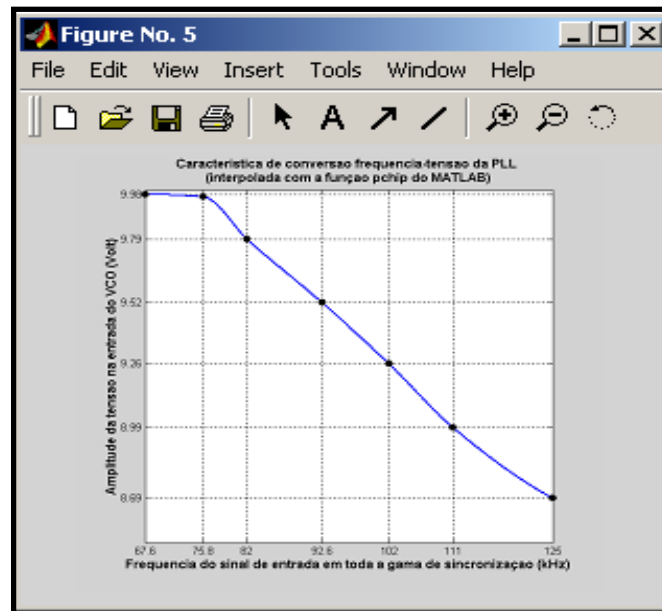 Figure No. 5
File Edit View Insert Tools Window Help
A
Caracteristica de conversao frequencia-tensao da PLL
(interpolada com a funçao pchip do MATLAB)
Amplitude da tensao na entrada do VCO (Volt)
9.98
9.79
9.52
9.26
8.99
8.69
67.6 75.8 82 92.6 102 111 125
Frequencia do sinal de entrada em toda a gama de sincronizaçao (kHz)